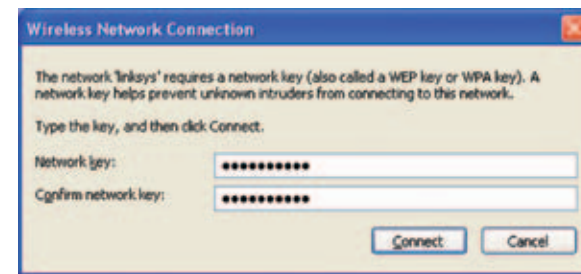 Wireless Network Connection
The network 'linksys' requires a network key (also called a WEP key or WPA key). A
network key helps prevent unknown intruders from connecting to this network.
Type the key, and then click Connect.
Network key: ••••••••••
Confirm network key: ••••••••••
Connect Cancel